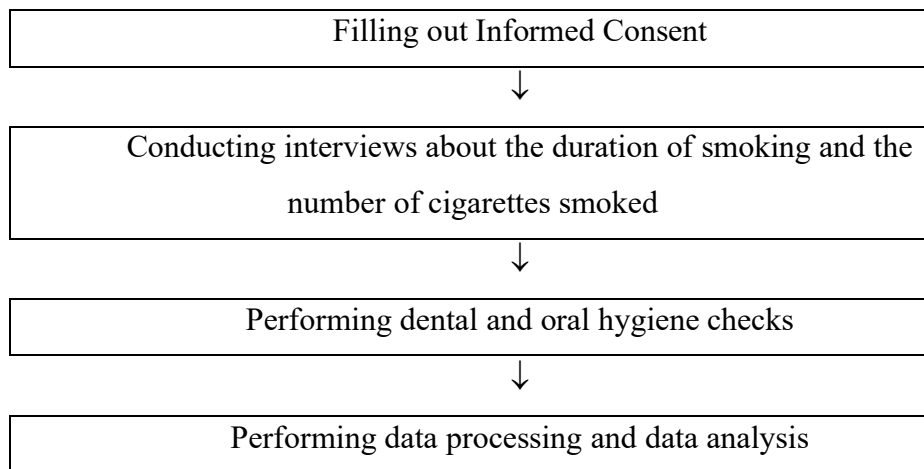 Filling out Informed Consent
↓
Conducting interviews about the duration of smoking and the
number of cigarettes smoked
↓
Performing dental and oral hygiene checks
↓
Performing data processing and data analysis